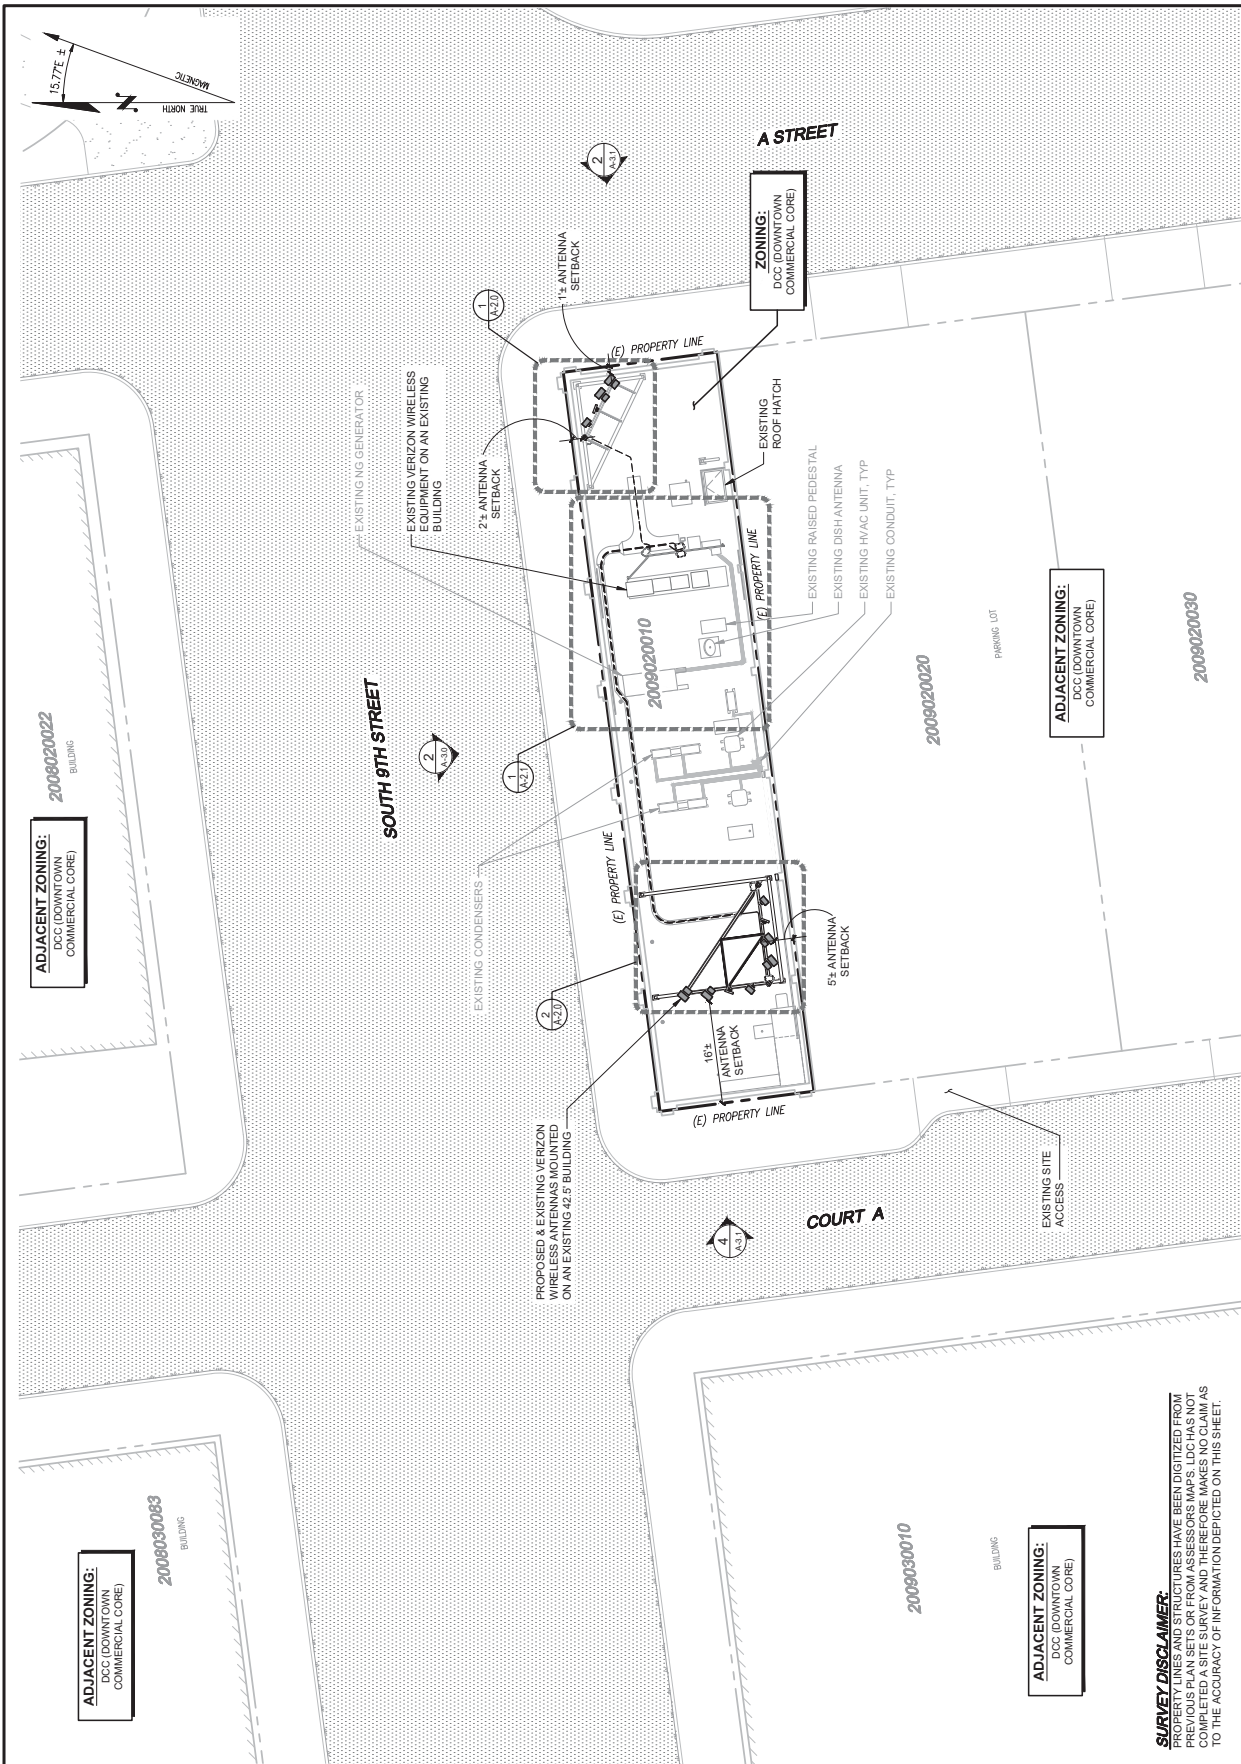 TRUE NORTH
MAGNETIC
15.77°E ±
N
ADJACENT ZONING:
DCC (DOWNTOWN
COMMERCIAL CORE)
2008030083
BUILDING
ADJACENT ZONING:
DCC (DOWNTOWN
COMMERCIAL CORE)
2008020022
BUILDING
SOUTH 9TH STREET
2
A-3.0
EXISTING NG GENERATOR
EXISTING VERIZON WIRELESS
EQUIPMENT ON AN EXISTING
BUILDING
2'± ANTENNA
SETBACK
1
A-2.0
1'± ANTENNA
SETBACK
2
A-3.1
A STREET
ZONING:
DCC (DOWNTOWN
COMMERCIAL CORE)
EXISTING CONDENSERS
1
A-2.1
2
A-2.0
PROPOSED & EXISTING VERIZON
WIRELESS ANTENNAS MOUNTED
ON AN EXISTING 42.5' BUILDING
(E) PROPERTY LINE
(E) PROPERTY LINE
(E) PROPERTY LINE
(E) PROPERTY LINE
2009020010
16'±
ANTENNA
SETBACK
5'± ANTENNA
SETBACK
EXISTING
ROOF HATCH
EXISTING RAISED PEDESTAL
EXISTING DISH ANTENNA
EXISTING HVAC UNIT, TYP
EXISTING CONDUIT, TYP
4
A-3.1
COURT A
EXISTING SITE
ACCESS
2009020020
PARKING LOT
ADJACENT ZONING:
DCC (DOWNTOWN
COMMERCIAL CORE)
2009020030
2009030010
BUILDING
ADJACENT ZONING:
DCC (DOWNTOWN
COMMERCIAL CORE)
SURVEY DISCLAIMER:
PROPERTY LINES AND STRUCTURES HAVE BEEN DIGITIZED FROM
PREVIOUS PLAN SETS OR FROM ASSESSORS MAPS. LDC HAS NOT
COMPLETED A SITE SURVEY AND THEREFORE MAKES NO CLAIM AS
TO THE ACCURACY OF INFORMATION DEPICTED ON THIS SHEET.